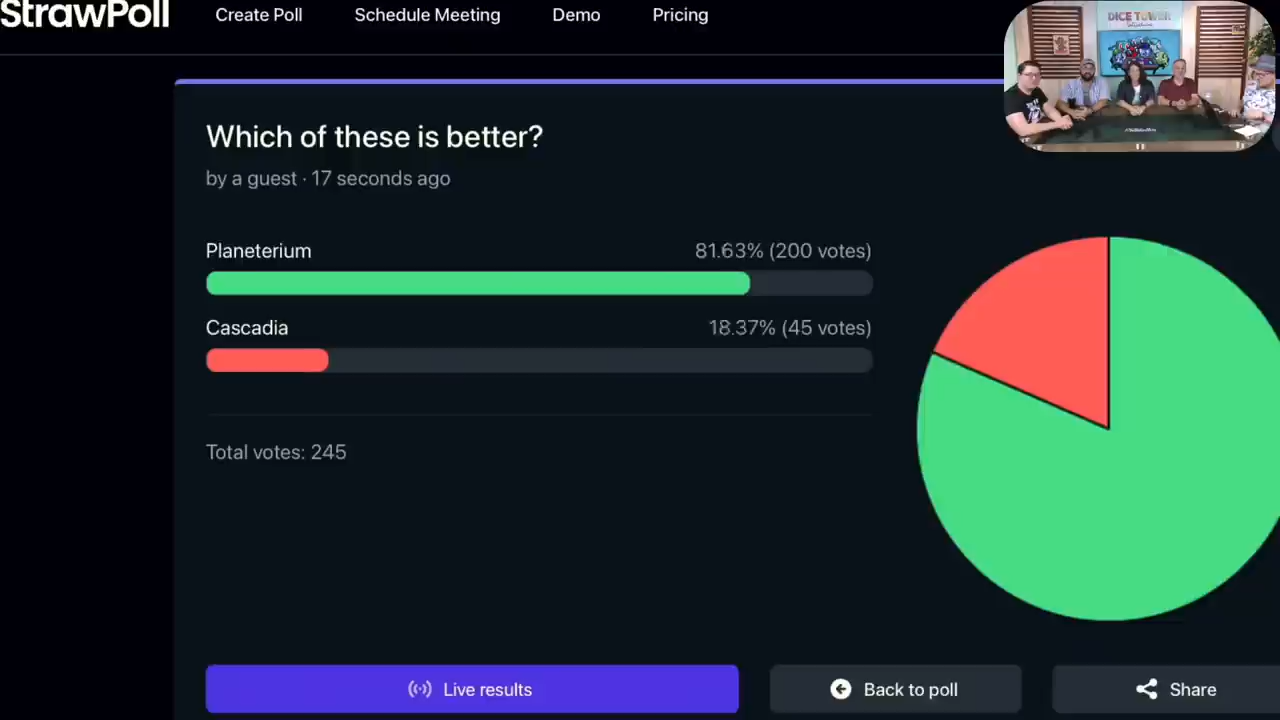 StrawPoll
Create Poll
Schedule Meeting
Demo
Pricing
DICE TOWER
Which of these is better?
by a guest · 17 seconds ago
Planeterium
81.63% (200 votes)
Cascadia
18.37% (45 votes)
Total votes: 245
Live results
Back to poll
Share